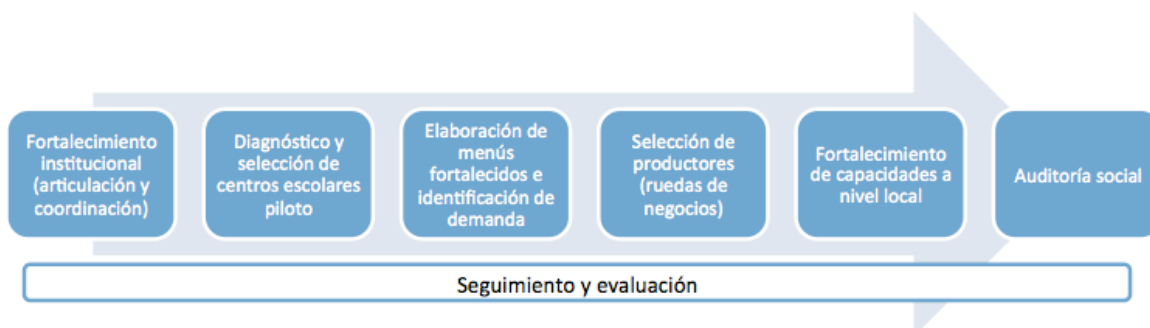 Fortalecimiento
institucional
(articulación y
coordinación)
Diagnóstico y
selección de
centros escolares
piloto
Elaboración de
menús
fortalecidos e
identificación de
demanda
Selección de
productores
(ruedas de
negocios)
Fortalecimiento
de capacidades a
nivel local
Auditoría social
Seguimiento y evaluación